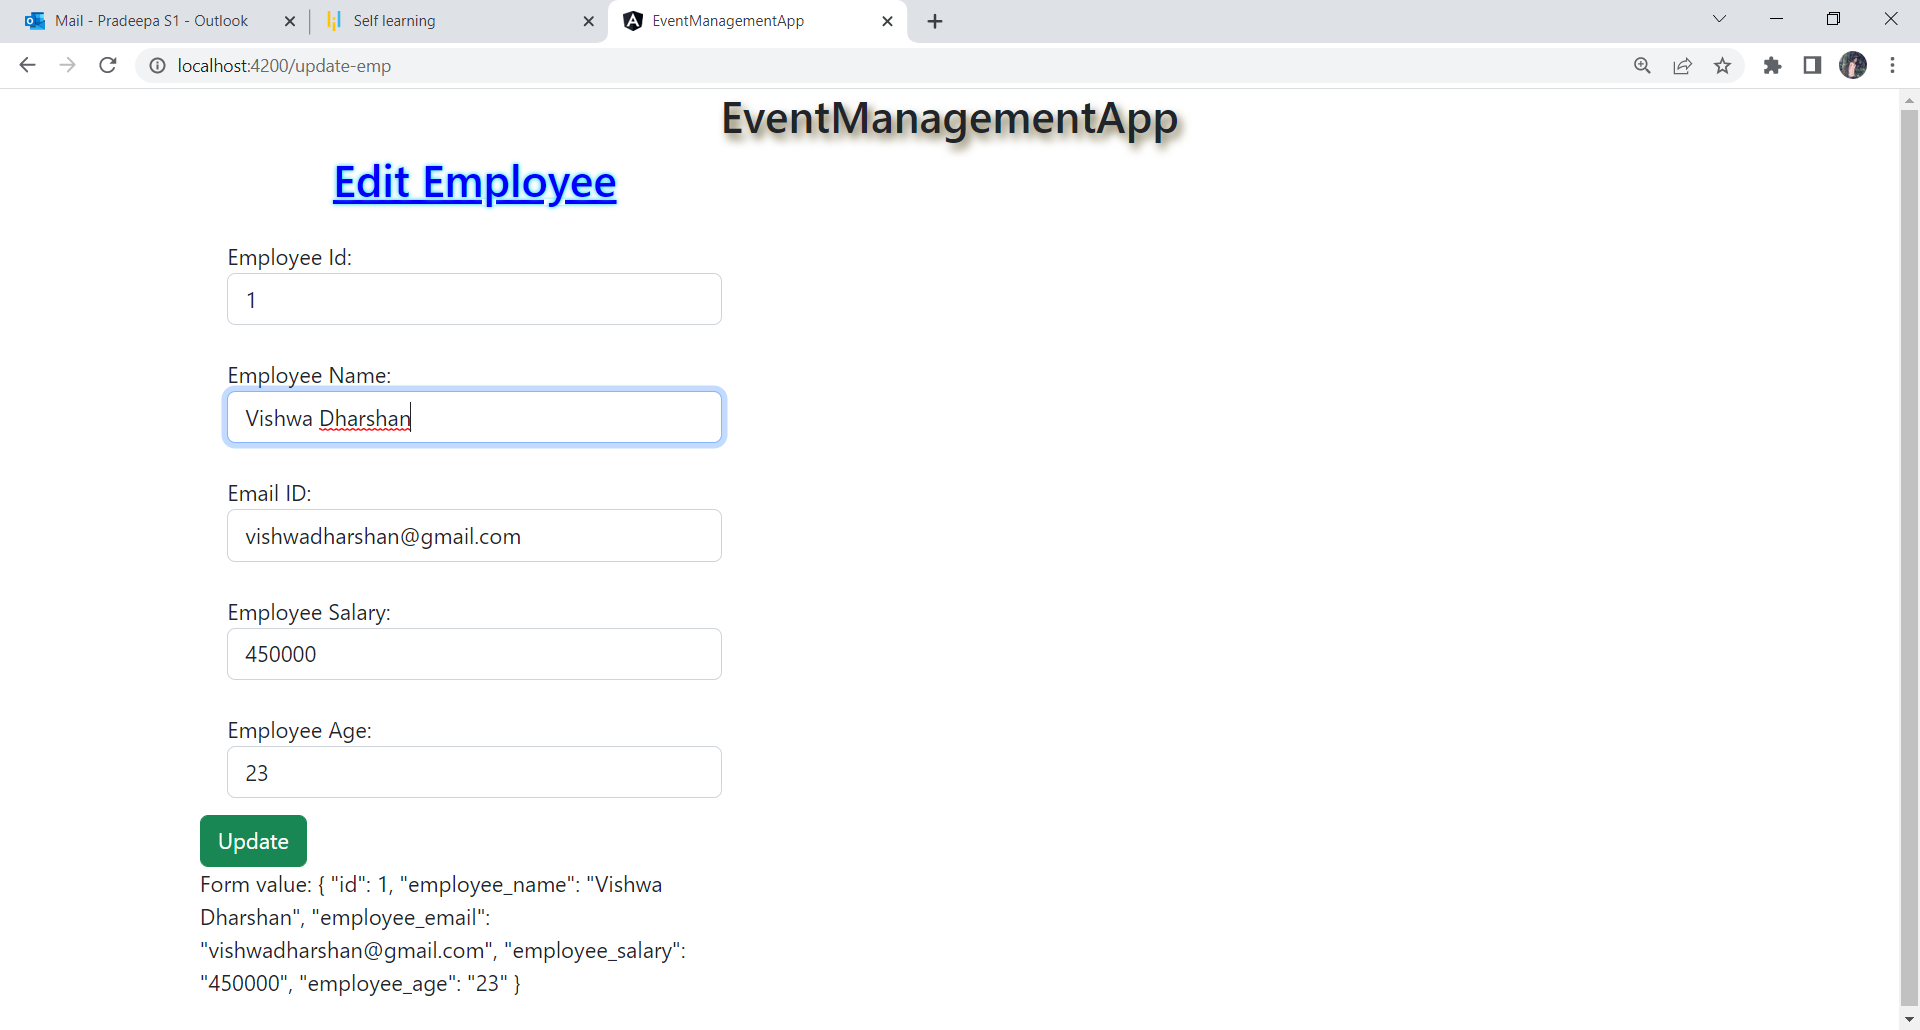 Mail - Pradeepa S1 - Outlook
Self learning
EventManagementApp
localhost:4200/update-emp
EventManagementApp
Edit Employee
Employee Id:
1
Employee Name:
Vishwa Dharshan
Email ID:
vishwadharshan@gmail.com
Employee Salary:
450000
Employee Age:
23
Update
Form value: { "id": 1, "employee_name": "Vishwa
Dharshan", "employee_email":
"vishwadharshan@gmail.com", "employee_salary":
"450000", "employee_age": "23" }